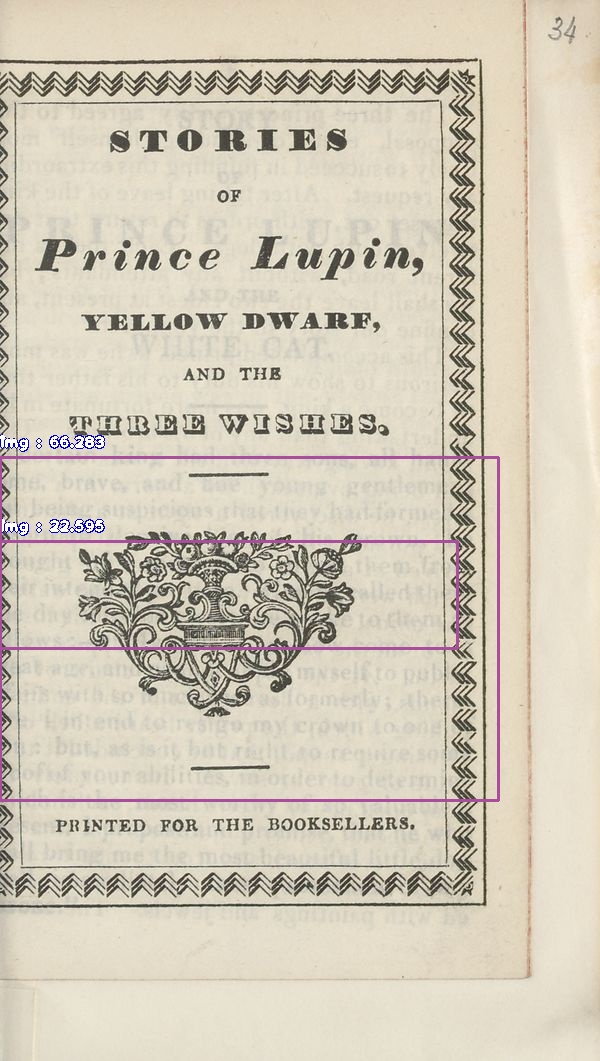 34
STORIES
OF
Prince Lupin,
YELLOW DWARF,
AND THE
THREE WISHES.
img : 66.283
img : 22.595
PRINTED FOR THE BOOKSELLERS.